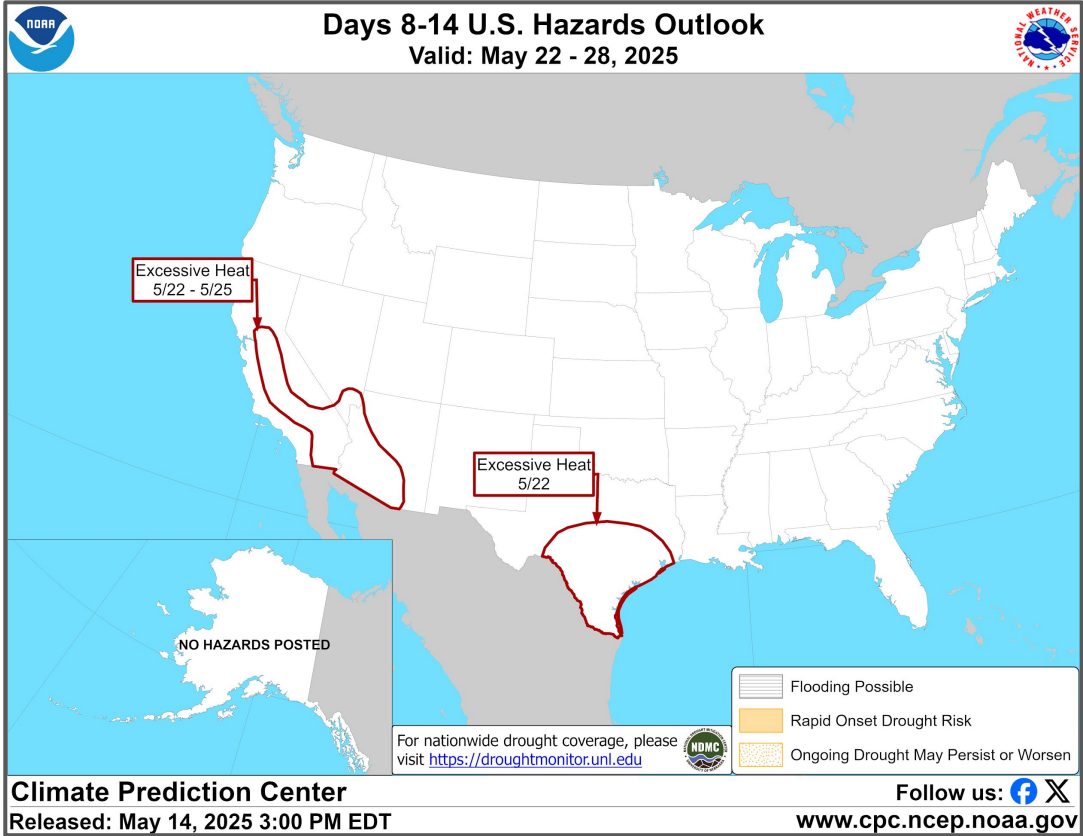 NOAA
Days 8-14 U.S. Hazards Outlook
Valid: May 22 - 28, 2025
NATIONAL WEATHER SERVICE
Excessive Heat
5/22 - 5/25
Excessive Heat
5/22
NO HAZARDS POSTED
Flooding Possible
Rapid Onset Drought Risk
Ongoing Drought May Persist or Worsen
For nationwide drought coverage, please
visit https://droughtmonitor.unl.edu
NDMC
Climate Prediction Center
Released: May 14, 2025 3:00 PM EDT
Follow us:
www.cpc.ncep.noaa.gov